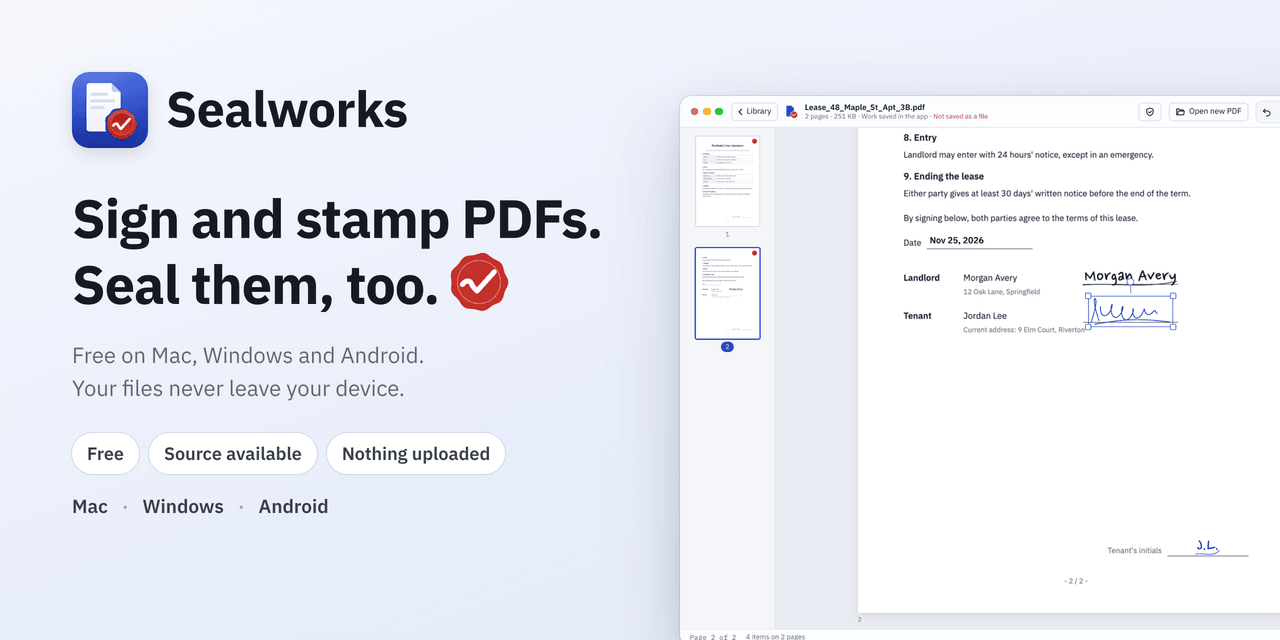 Sealworks
Sign and stamp PDFs.
Seal them, too.
Free on Mac, Windows and Android.
Your files never leave your device.
Free
Source available
Nothing uploaded
Mac · Windows · Android
Library
Lease_48_Maple_St_Apt_3B.pdf
2 pages · 251 KB · Work saved in the app · Not saved as a file
Open new PDF
1
2
8. Entry
Landlord may enter with 24 hours' notice, except in an emergency.
9. Ending the lease
Either party gives at least 30 days' written notice before the end of the term.
By signing below, both parties agree to the terms of this lease.
Date Nov 25, 2026
Landlord Morgan Avery Morgan Avery
12 Oak Lane, Springfield
Tenant Jordan Lee
Current address: 9 Elm Court, Riverton
Tenant's initials J.L.
- 2 / 2 -
2
Page 2 of 2 4 items on 2 pages